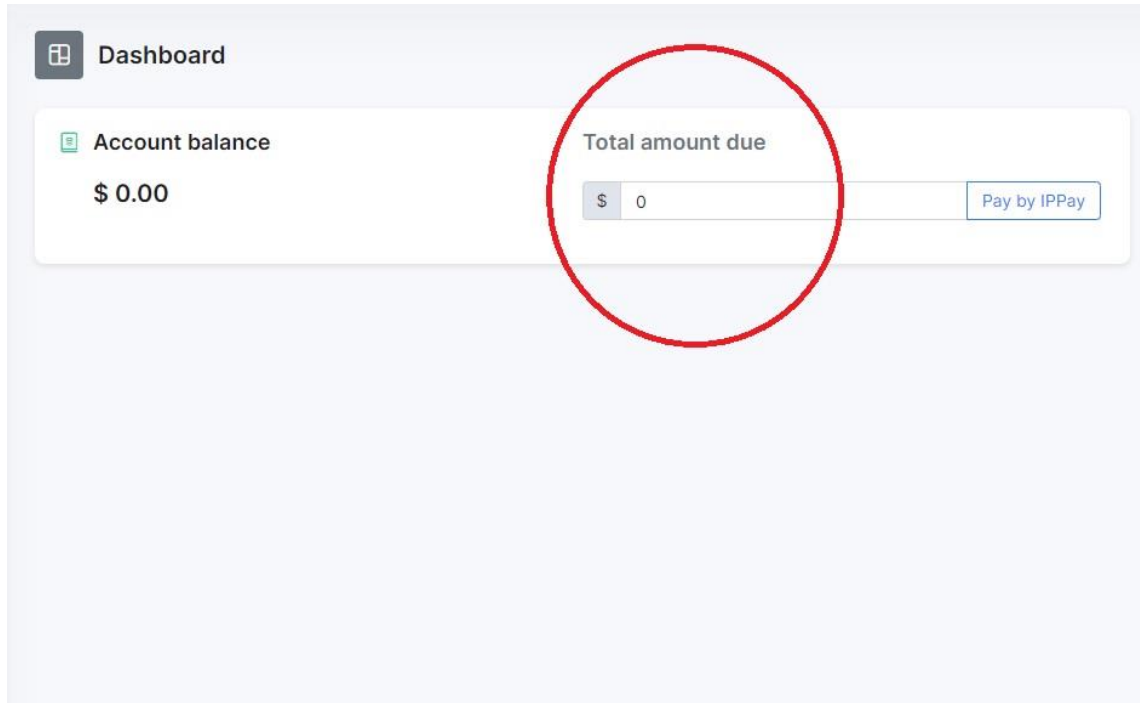 Dashboard
Account balance
$ 0.00
Total amount due
$ 0 Pay by IPPay